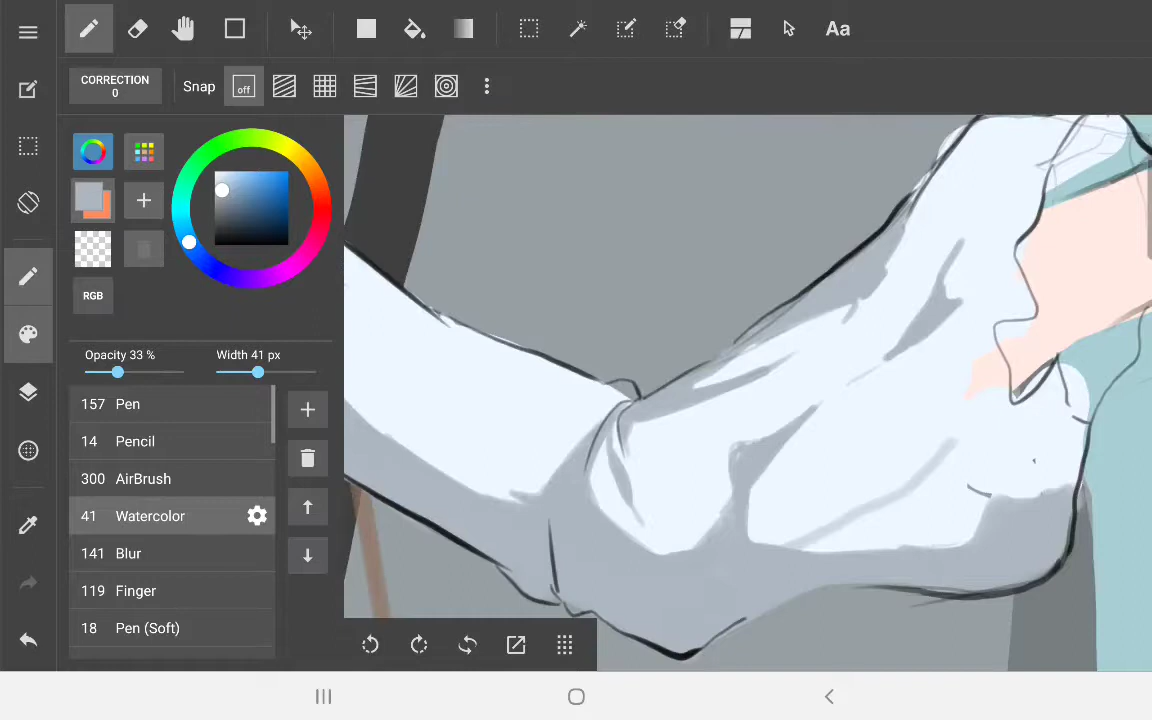 Aa
CORRECTION
0
Snap
off
RGB
Opacity 33 %
Width 41 px
157 Pen
14 Pencil
300 AirBrush
41 Watercolor
141 Blur
119 Finger
18 Pen (Soft)